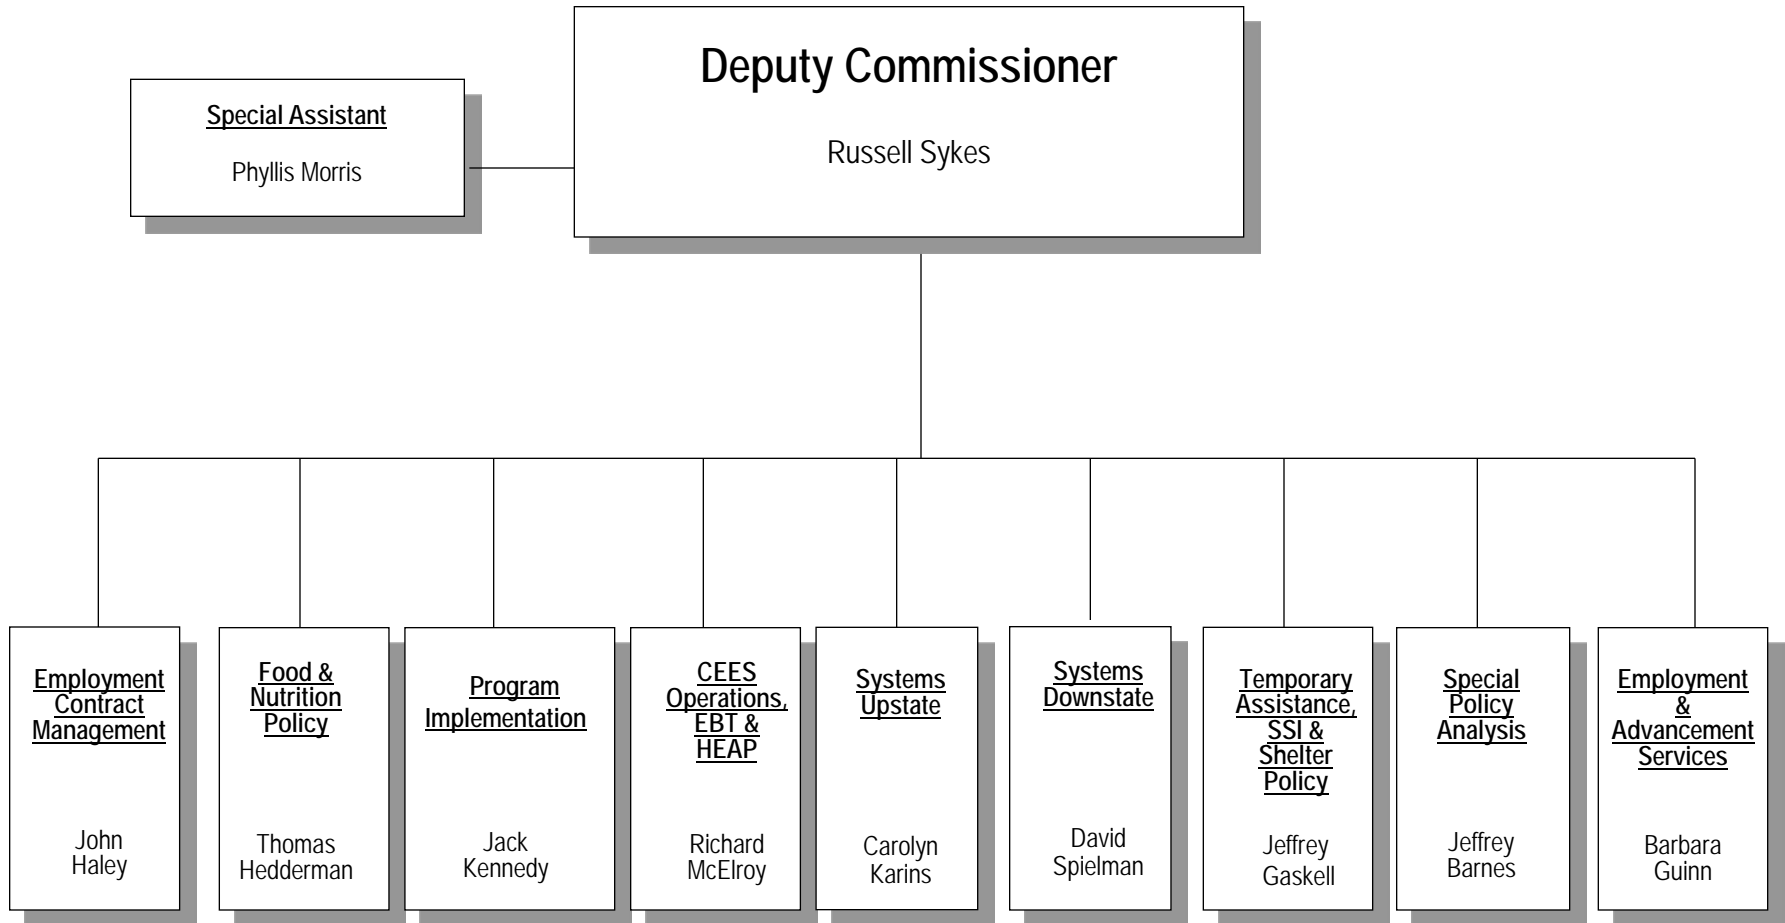 Deputy Commissioner
Russell Sykes
Special Assistant
Phyllis Morris
Employment
Contract
Management
John
Haley
Food &
Nutrition
Policy
Thomas
Hedderman
Program
Implementation
Jack
Kennedy
CEES
Operations,
EBT &
HEAP
Richard
McElroy
Systems
Upstate
Carolyn
Karins
Systems
Downstate
David
Spielman
Temporary
Assistance,
SSI &
Shelter
Policy
Jeffrey
Gaskell
Special
Policy
Analysis
Jeffrey
Barnes
Employment
&
Advancement
Services
Barbara
Guinn